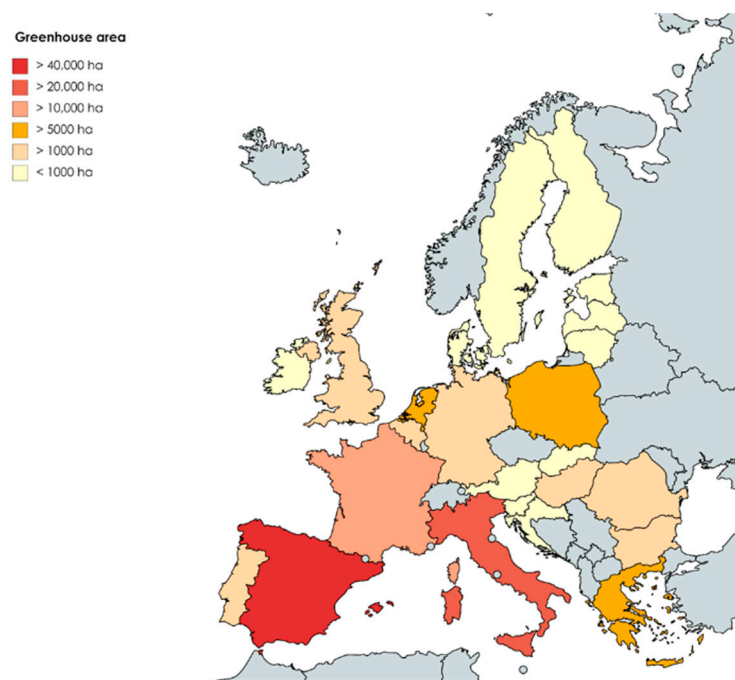 Greenhouse area
> 40.000 ha
> 20,000 ha
> 10,000 ha
> 5000 ha
> 1000 ha
< 1000 ha